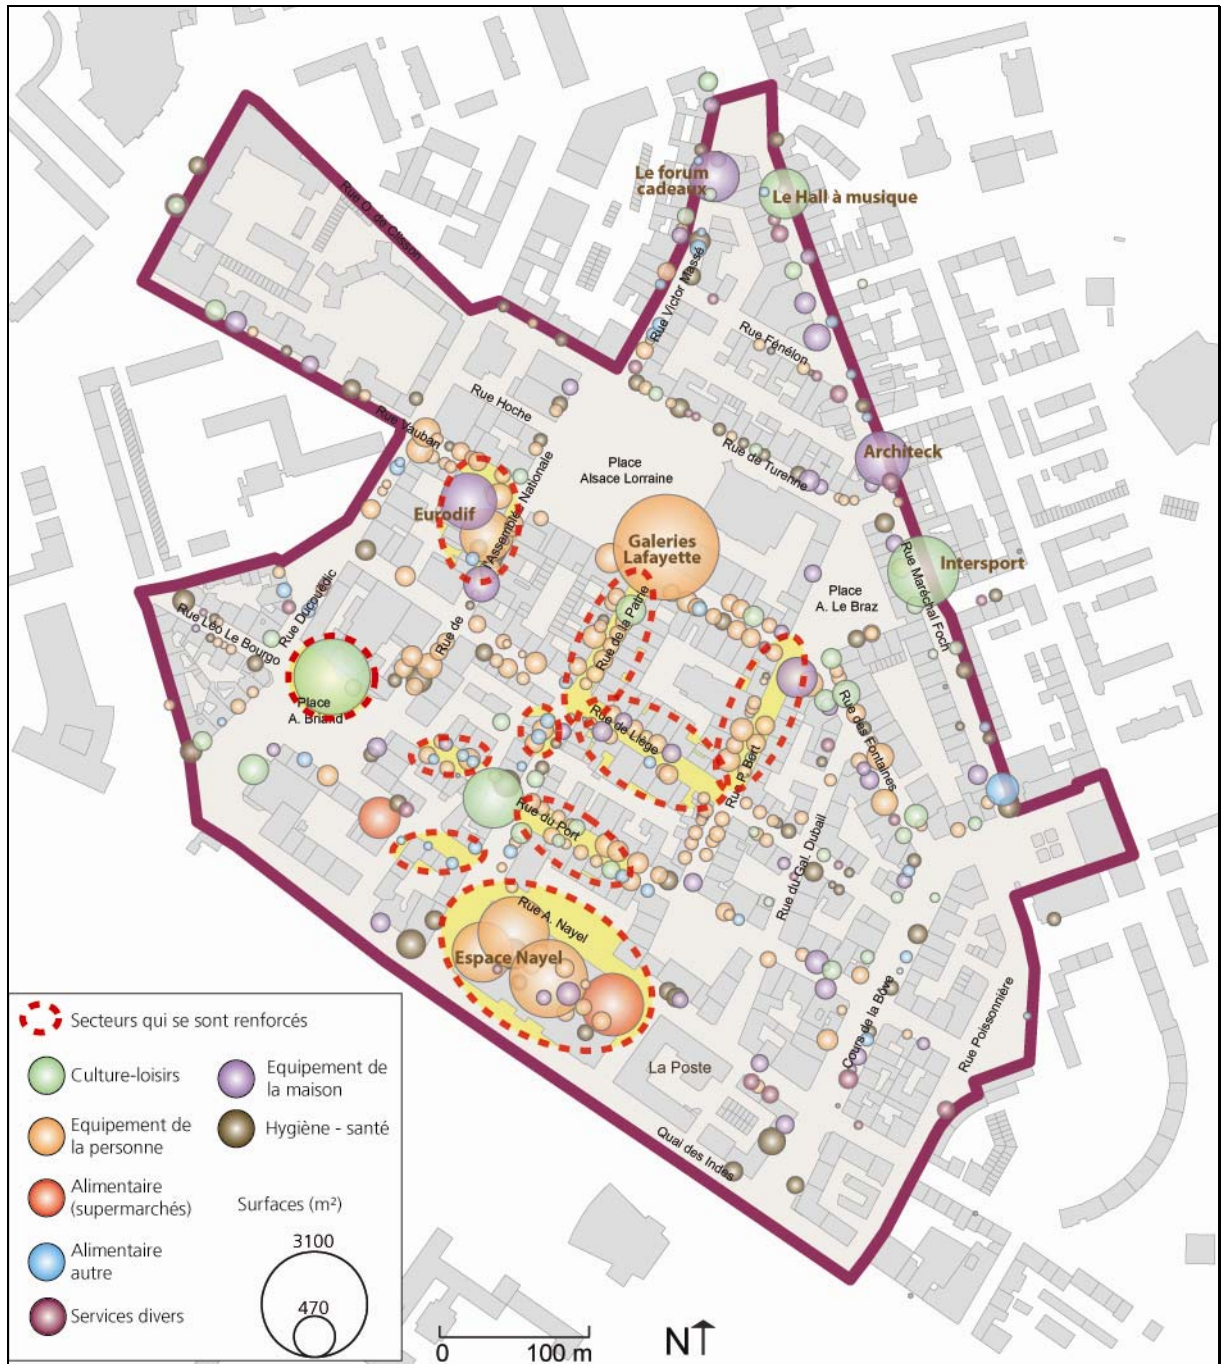 Le forum
cadeaux
Le Hall à musique
Rue O. de Clisson
Rue Victor Massé
Rue Fénélon
Rue Hoche
Rue Vauban
Rue de Turenne
Architeck
Place
Alsace Lorraine
Eurodif
Rue de l'Assemblée Nationale
Galeries
Lafayette
Intersport
Place
A. Le Braz
Rue Maréchal Foch
Rue Ducouëdic
Rue Léo Le Bourgo
Rue de la Patrie
Place
A. Briand
Rue de Liège
Rue des Fontaines
Rue P. Bert
Rue du Port
Rue du Gal. Dubail
Rue A. Nayel
Espace Nayel
Cours de la Bôve
Rue Poissonnière
La Poste
Quai des Indes
Secteurs qui se sont renforcés
Culture-loisirs
Equipement de
la maison
Equipement de
la personne
Hygiène - santé
Alimentaire
(supermarchés)
Alimentaire
autre
Services divers
Surfaces (m²)
3100
470
0 100 m
N